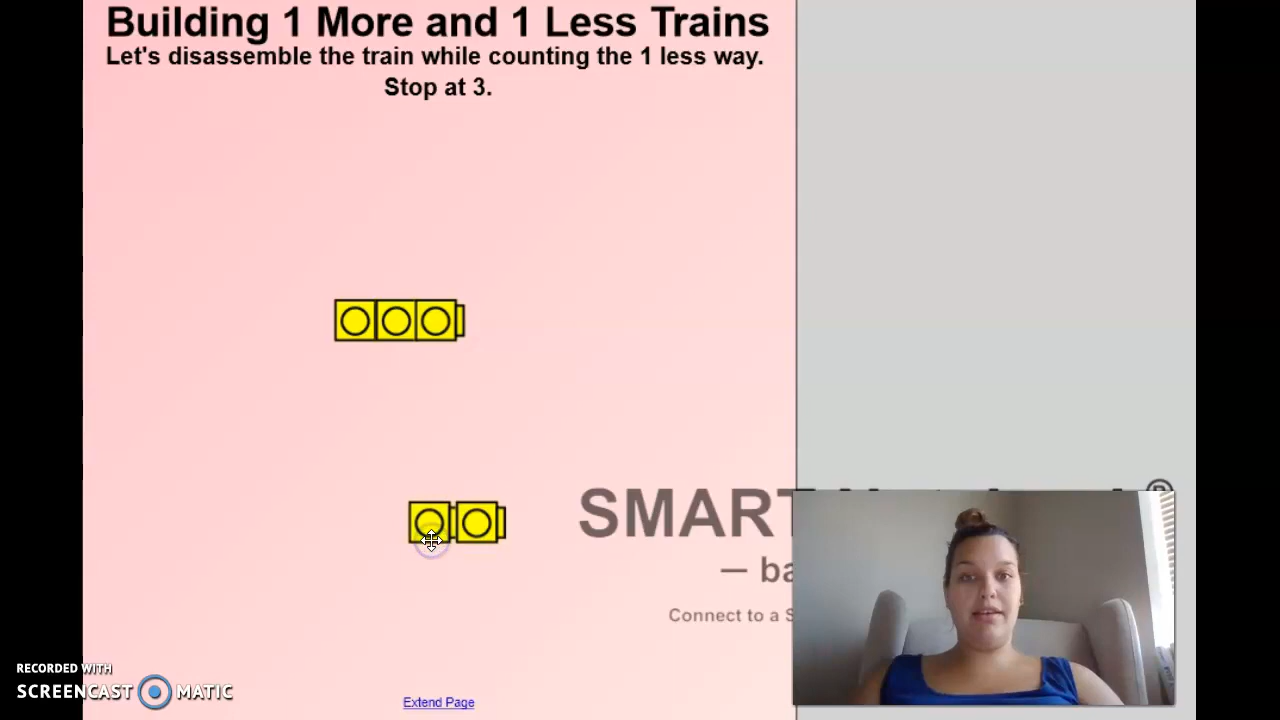 Building 1 More and 1 Less Trains
Let's disassemble the train while counting the 1 less way.
Stop at 3.
SMART
®
— ba
Connect to a S
RECORDED WITH
SCREENCAST MATIC
Extend Page